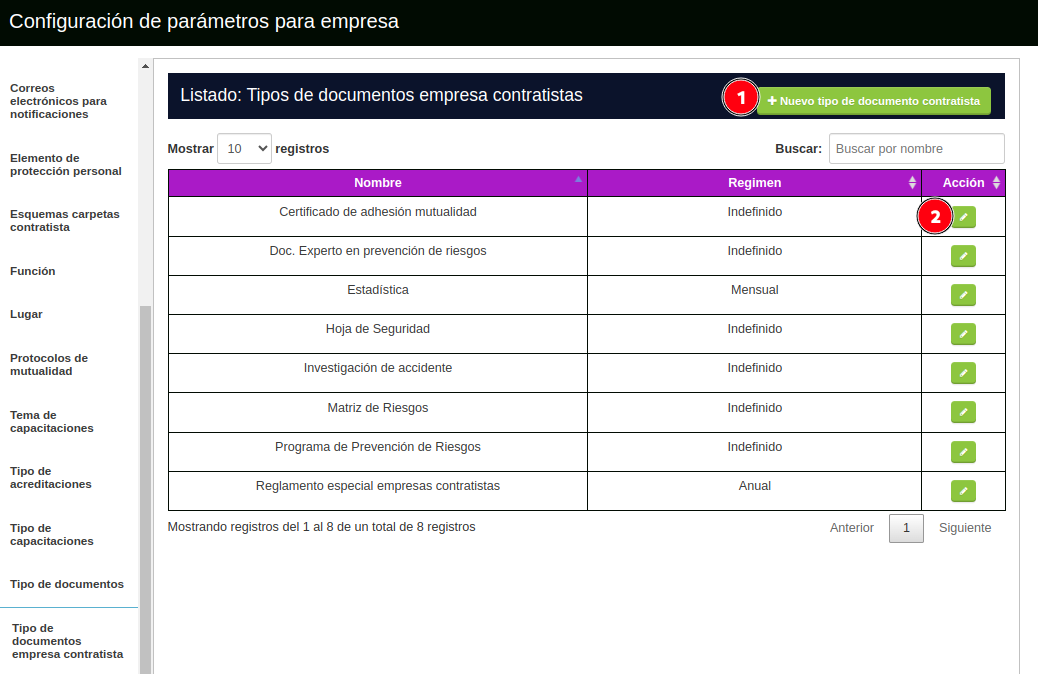 Configuración de parámetros para empresa
Correos
electrónicos para
notificaciones
Elemento de
protección personal
Esquemas carpetas
contratista
Función
Lugar
Protocolos de
mutualidad
Tema de
capacitaciones
Tipo de
acreditaciones
Tipo de
capacitaciones
Tipo de documentos
Tipo de
documentos
empresa contratista
Listado: Tipos de documentos empresa contratistas
1
+ Nuevo tipo de documento contratista
Mostrar 10 registros
Buscar: Buscar por nombre
Nombre Regimen Acción
Certificado de adhesión mutualidad Indefinido 2
Doc. Experto en prevención de riesgos Indefinido
Estadística Mensual
Hoja de Seguridad Indefinido
Investigación de accidente Indefinido
Matriz de Riesgos Indefinido
Programa de Prevención de Riesgos Indefinido
Reglamento especial empresas contratistas Anual
Mostrando registros del 1 al 8 de un total de 8 registros
Anterior 1 Siguiente